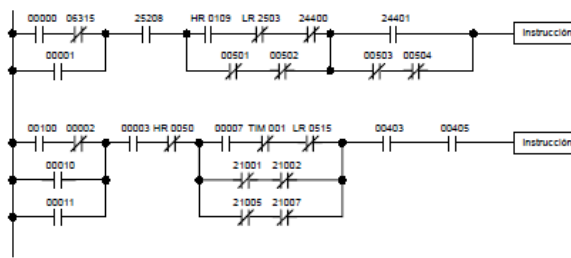 00000 06315 25208 HR 0109 LR 2503 24400 24401
Instrucción
00001 00501 00502 00503 00504
00100 00002 00003 HR 0050 00007 TIM 001 LR 0515 00403 00405
Instrucción
00010 21001 21002
00011 21005 21007